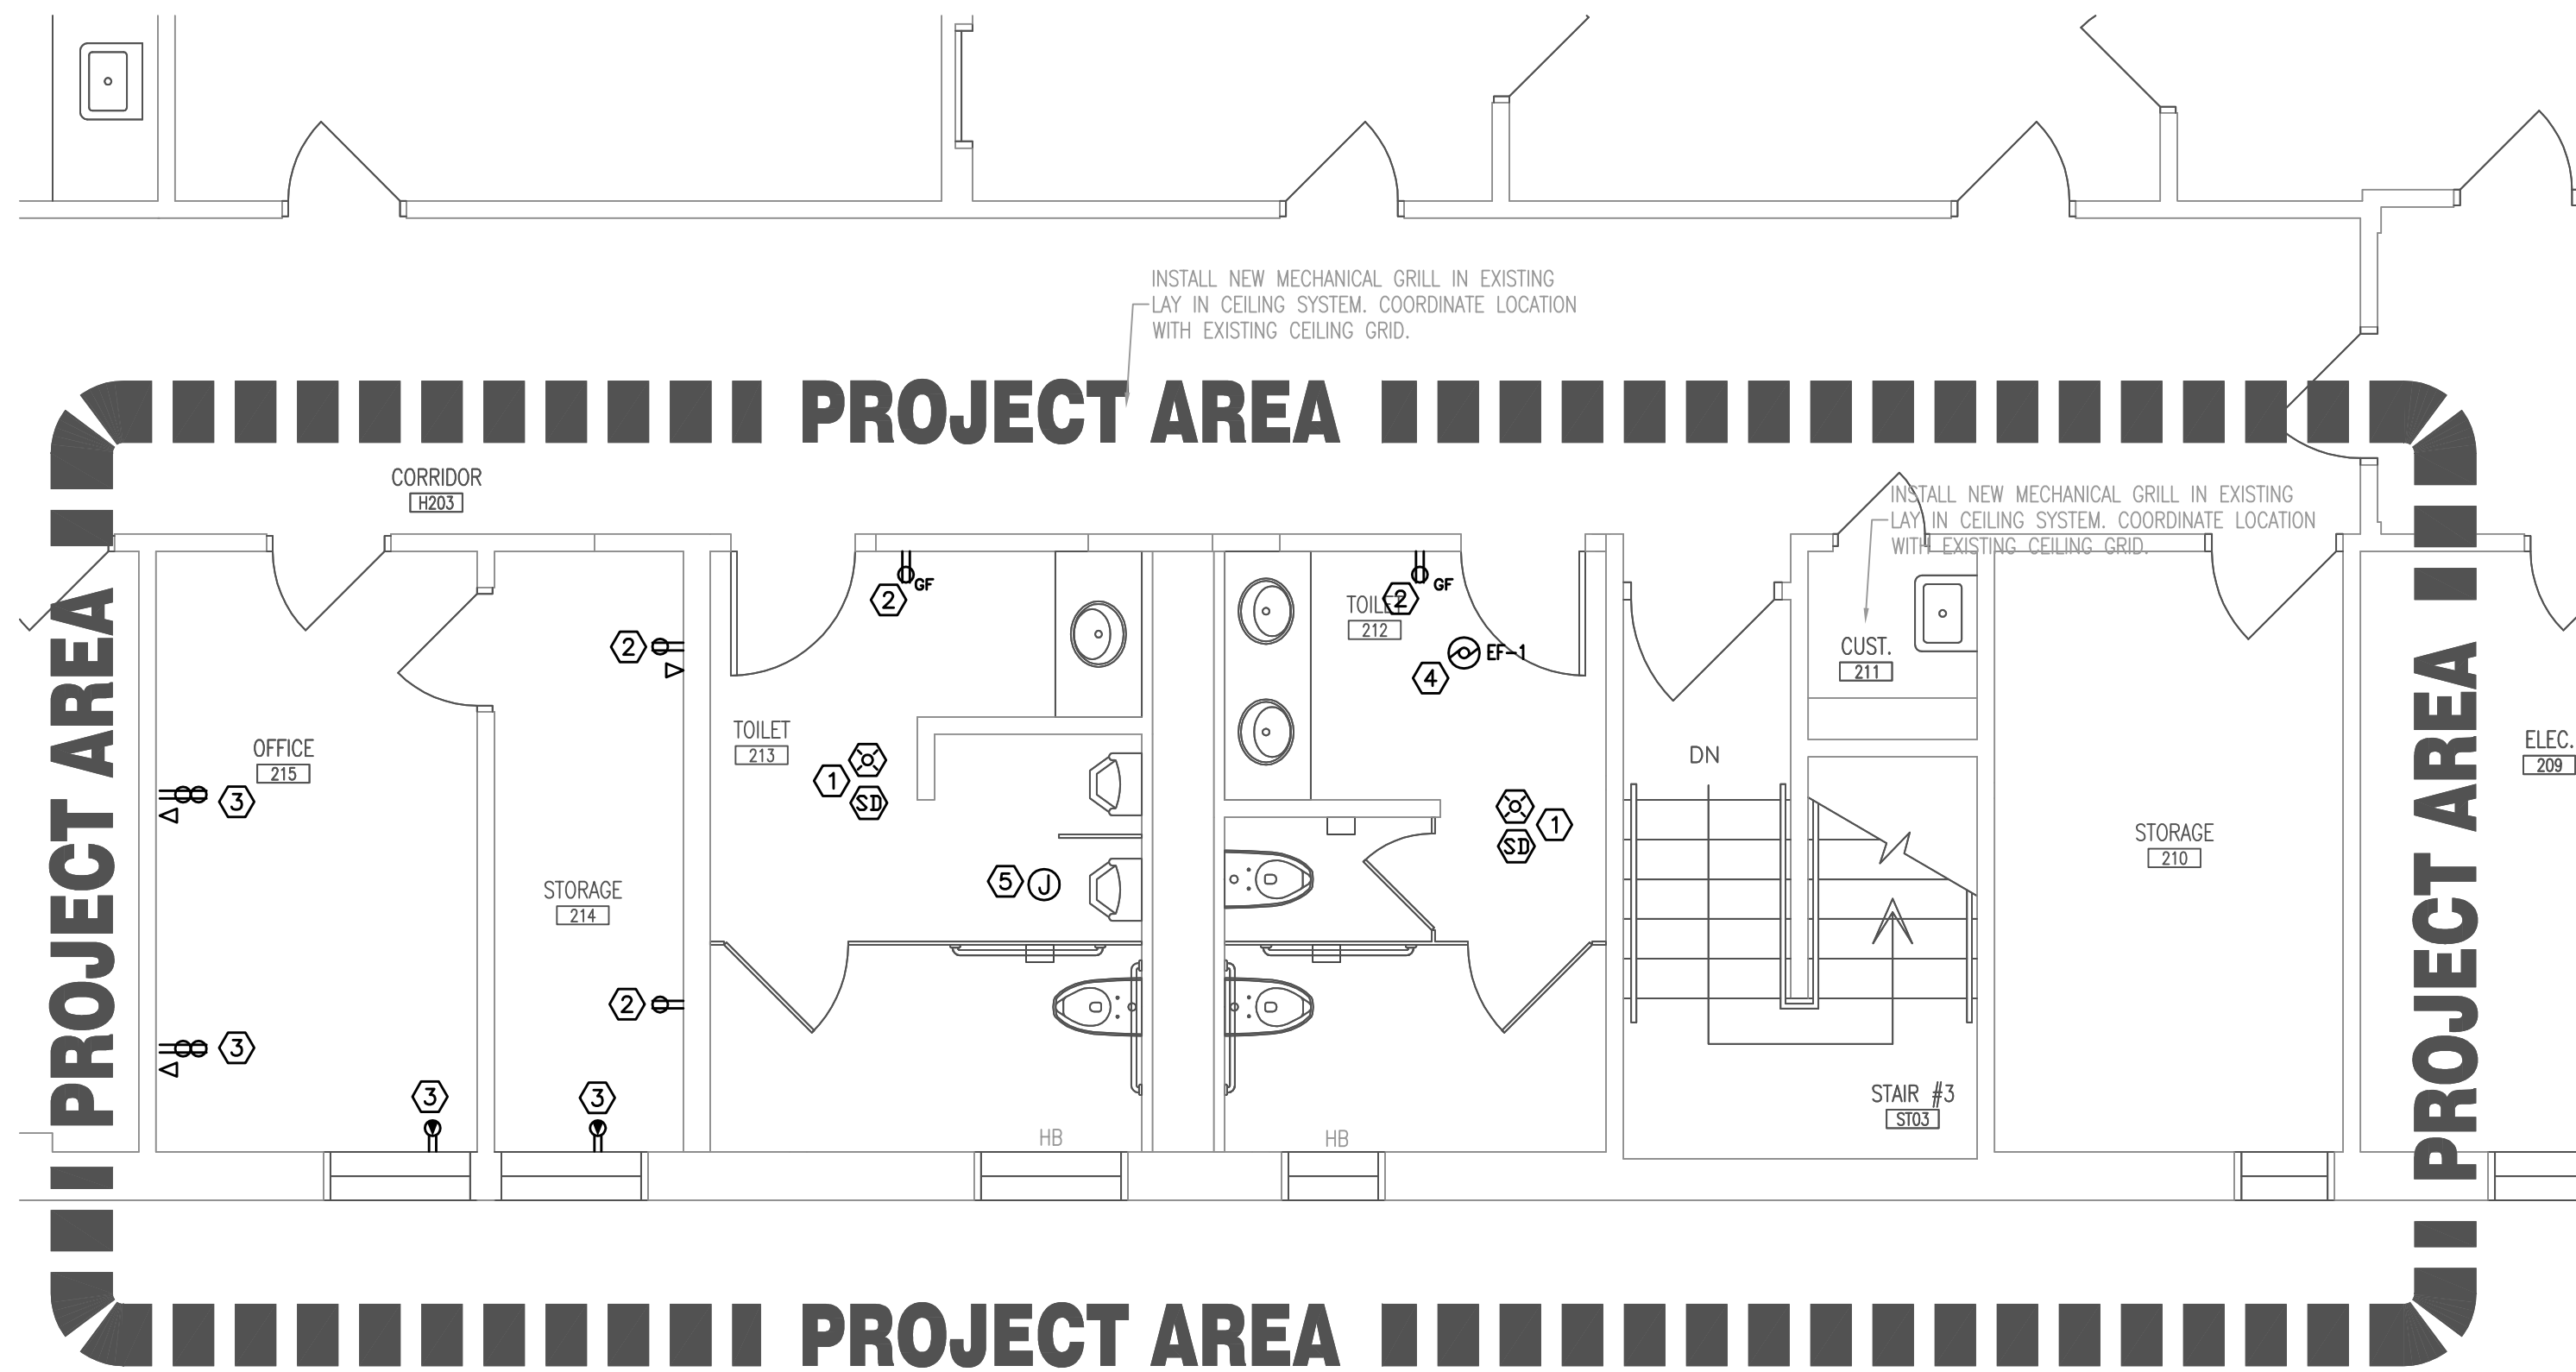 INSTALL NEW MECHANICAL GRILL IN EXISTING
LAY IN CEILING SYSTEM. COORDINATE LOCATION
WITH EXISTING CEILING GRID.
PROJECT AREA
CORRIDOR
H203
INSTALL NEW MECHANICAL GRILL IN EXISTING
LAY IN CEILING SYSTEM. COORDINATE LOCATION
WITH EXISTING CEILING GRID.
PROJECT AREA
PROJECT AREA
2
GF
TOILET
212
2
GF
2
4
EF-1
CUST.
211
OFFICE
215
3
TOILET
213
1
SD
DN
ELEC.
209
SD
1
STORAGE
210
STORAGE
214
5
J
2
3
3
3
HB
HB
STAIR #3
ST03
PROJECT AREA